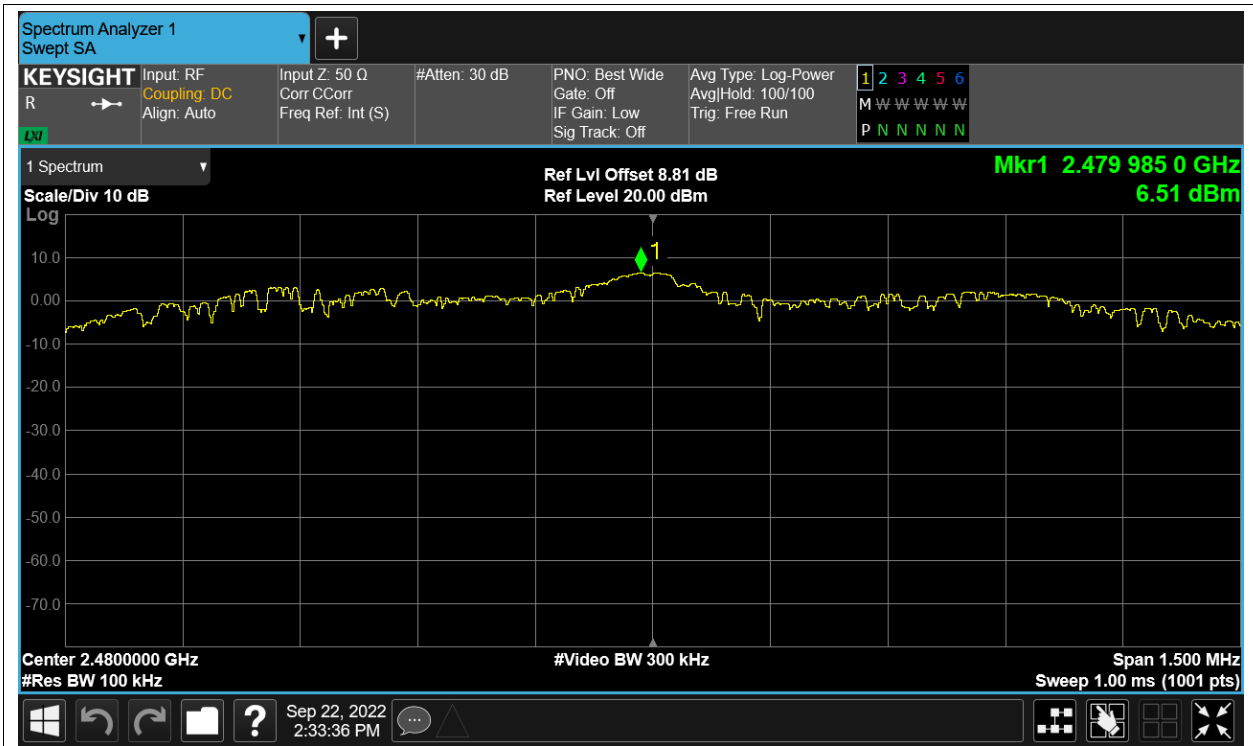 Spectrum Analyzer 1
Swept SA
KEYSIGHT
R
LXI
Input: RF
Coupling: DC
Align: Auto
Input Z: 50 Ω
Corr CCorr
Freq Ref: Int (S)
#Atten: 30 dB
PNO: Best Wide
Gate: Off
IF Gain: Low
Sig Track: Off
Avg Type: Log-Power
Avg|Hold: 100/100
Trig: Free Run
1 2 3 4 5 6
M W W W W W W
P N N N N N
1 Spectrum
Scale/Div 10 dB
Log
Ref Lvl Offset 8.81 dB
Ref Level 20.00 dBm
Mkr1 2.479 985 0 GHz
6.51 dBm
1
10.0
0.00
-10.0
-20.0
-30.0
-40.0
-50.0
-60.0
-70.0
Center 2.4800000 GHz
#Res BW 100 kHz
#Video BW 300 kHz
Span 1.500 MHz
Sweep 1.00 ms (1001 pts)
?
Sep 22, 2022
2:33:36 PM